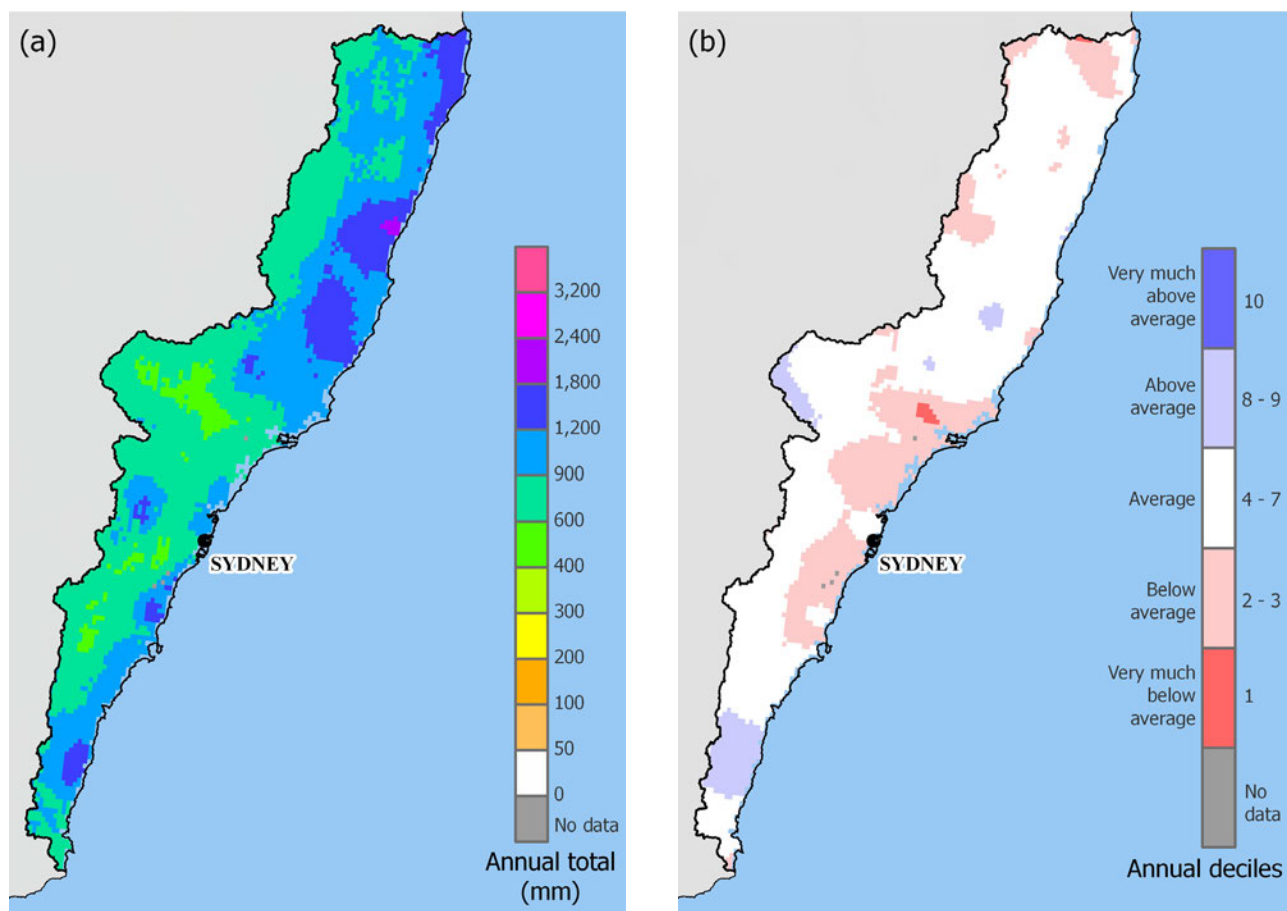 (a)
SYDNEY
3,200
2,400
1,800
1,200
900
600
400
300
200
100
50
0
No data
Annual total
(mm)
(b)
SYDNEY
Very much
above
average
10
Above
average
8 - 9
Average
4 - 7
Below
average
2 - 3
Very much
below
average
1
No
data
Annual deciles